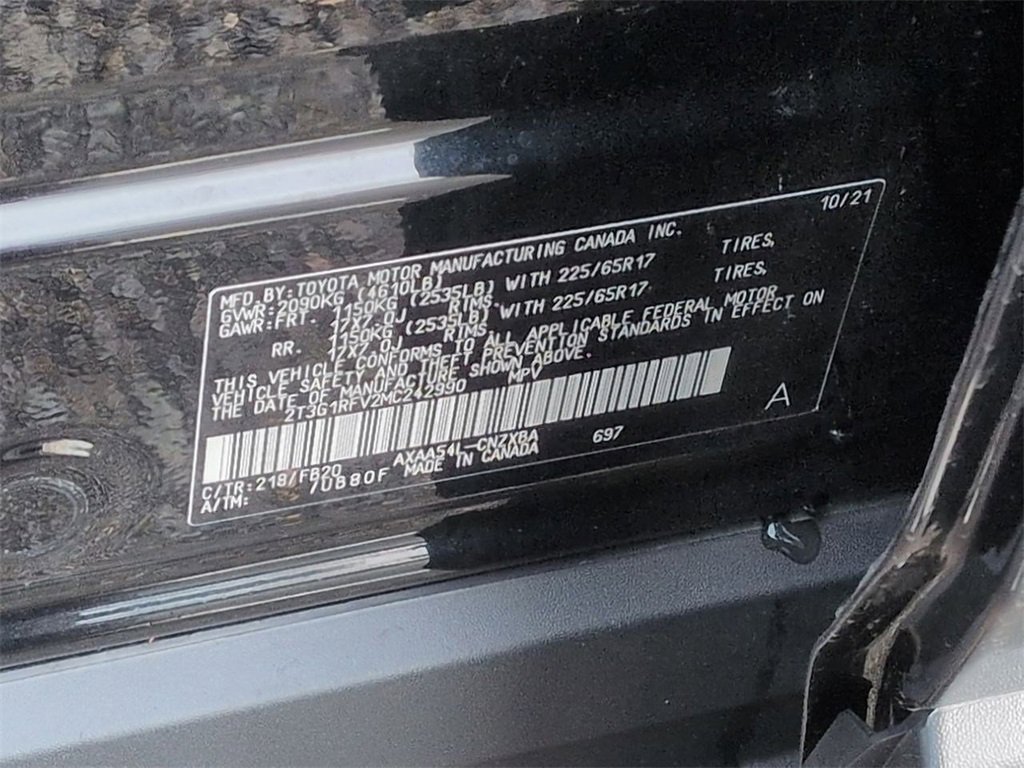 10/21
MFD.BY:TOYOTA MOTOR MANUFACTURING CANADA INC.
GVWR:2090KG (4610LB)
GAWR:FRT. 1150KG (2535LB) WITH 225/65R17 TIRES,
17X7.0J RIMS.
RR. 1150KG (2535LB) WITH 225/65R17 TIRES,
17X7.0J RIMS.
THIS VEHICLE CONFORMS TO ALL APPLICABLE FEDERAL MOTOR
VEHICLE SAFETY AND THEFT PREVENTION STANDARDS IN EFFECT ON
THE DATE OF MANUFACTURE SHOWN ABOVE.
2T3G1RFV2MC242990 MPV
A
C/TR:218/FB20 AXAA54L-CNZXBA 697
A/TM: /UB80F MADE IN CANADA